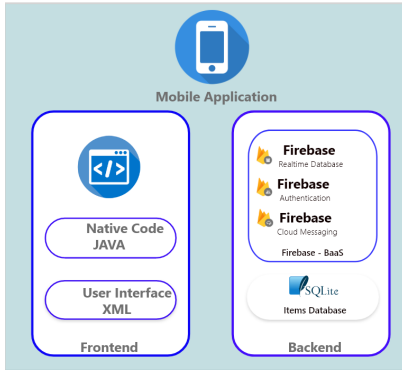 Mobile Application
</>
Native Code
JAVA
User Interface
XML
Frontend
Firebase
Realtime Database
Firebase
Authentication
Firebase
Cloud Messaging
Firebase - BaaS
SQLite
Items Database
Backend